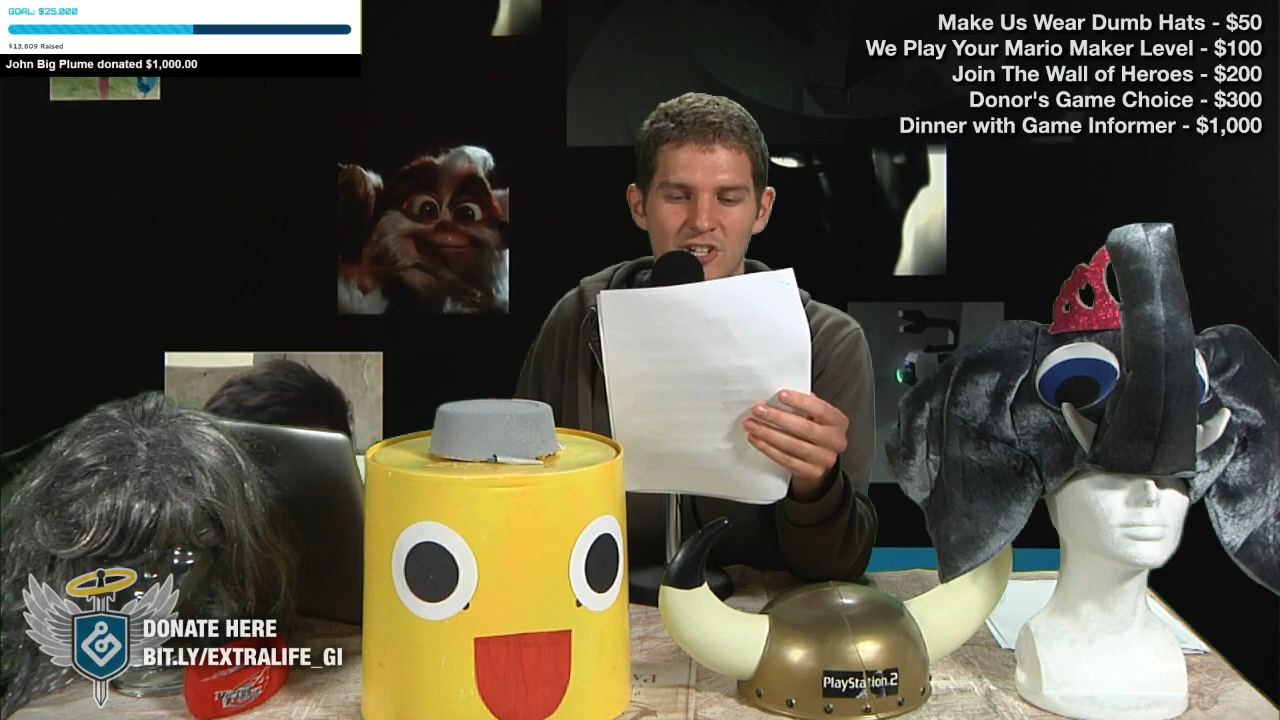 GOAL: $25,000
$13,609 Raised
John Big Plume donated $1,000.00
Make Us Wear Dumb Hats - $50
We Play Your Mario Maker Level - $100
Join The Wall of Heroes - $200
Donor's Game Choice - $300
Dinner with Game Informer - $1,000
DONATE HERE
BIT.LY/EXTRALIFE_GI
PlayStation 2